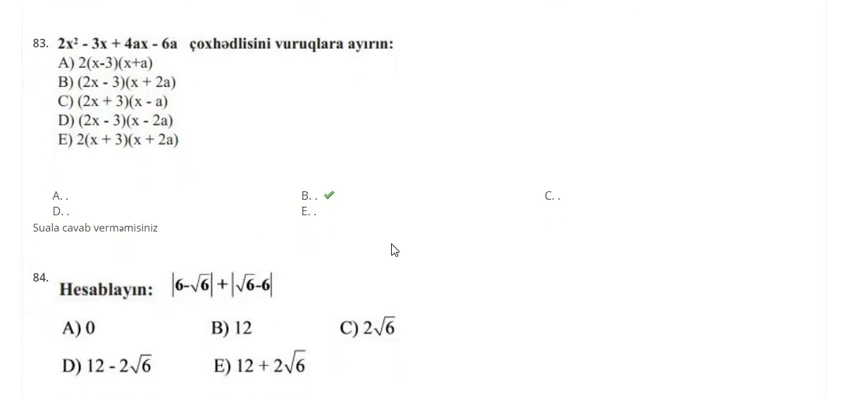 83. 2x² - 3x + 4ax - 6a çoxhədlisini vuruqlara ayırın:
A) 2(x-3)(x+a)
B) (2x - 3)(x + 2a)
C) (2x + 3)(x - a)
D) (2x - 3)(x - 2a)
E) 2(x + 3)(x + 2a)
A. . B. . ✔ C. .
D. . E. .
Suala cavab verməmisiniz
84. Hesablayın: |6-√6|+|√6-6|
A) 0 B) 12 C) 2√6
D) 12 - 2√6 E) 12 + 2√6